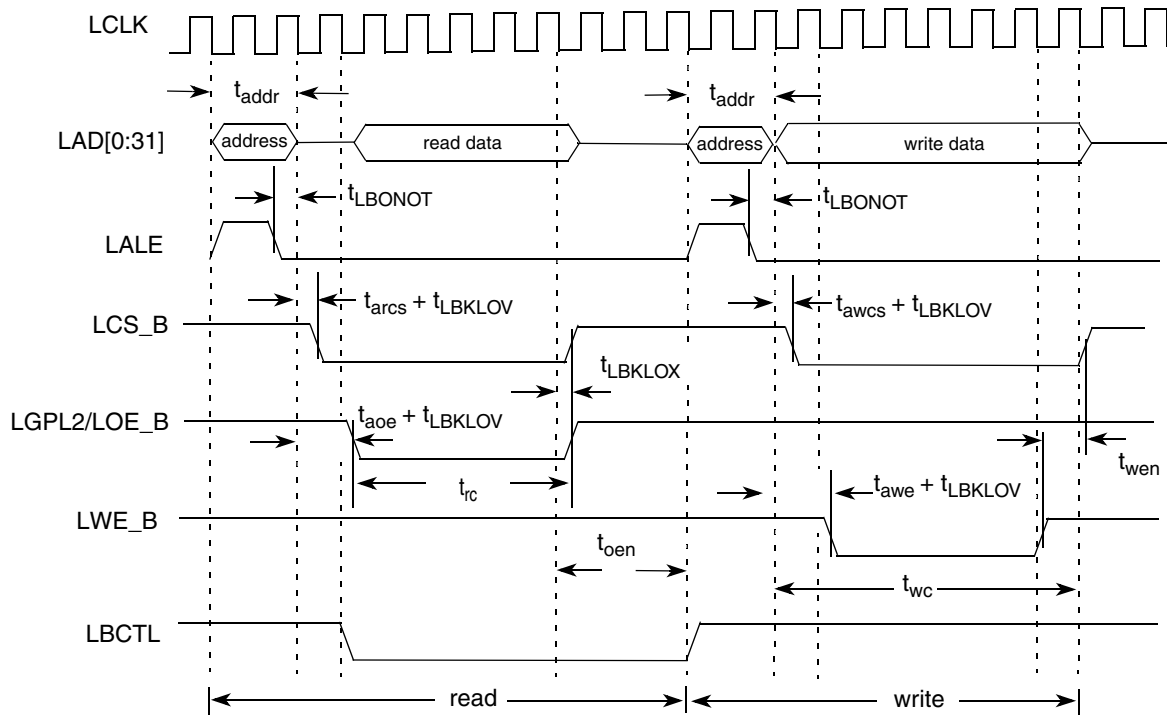 LCLK
t_addr t_addr
LAD[0:31] address read data address write data
t_LBONOT t_LBONOT
LALE
t_arcs + t_LBKLOV t_awcs + t_LBKLOV
LCS_B
t_LBKLOX
t_aoe + t_LBKLOV
LGPL2/LOE_B
t_wen
t_rc t_awe + t_LBKLOV
LWE_B
t_oen
t_wc
LBCTL
read write